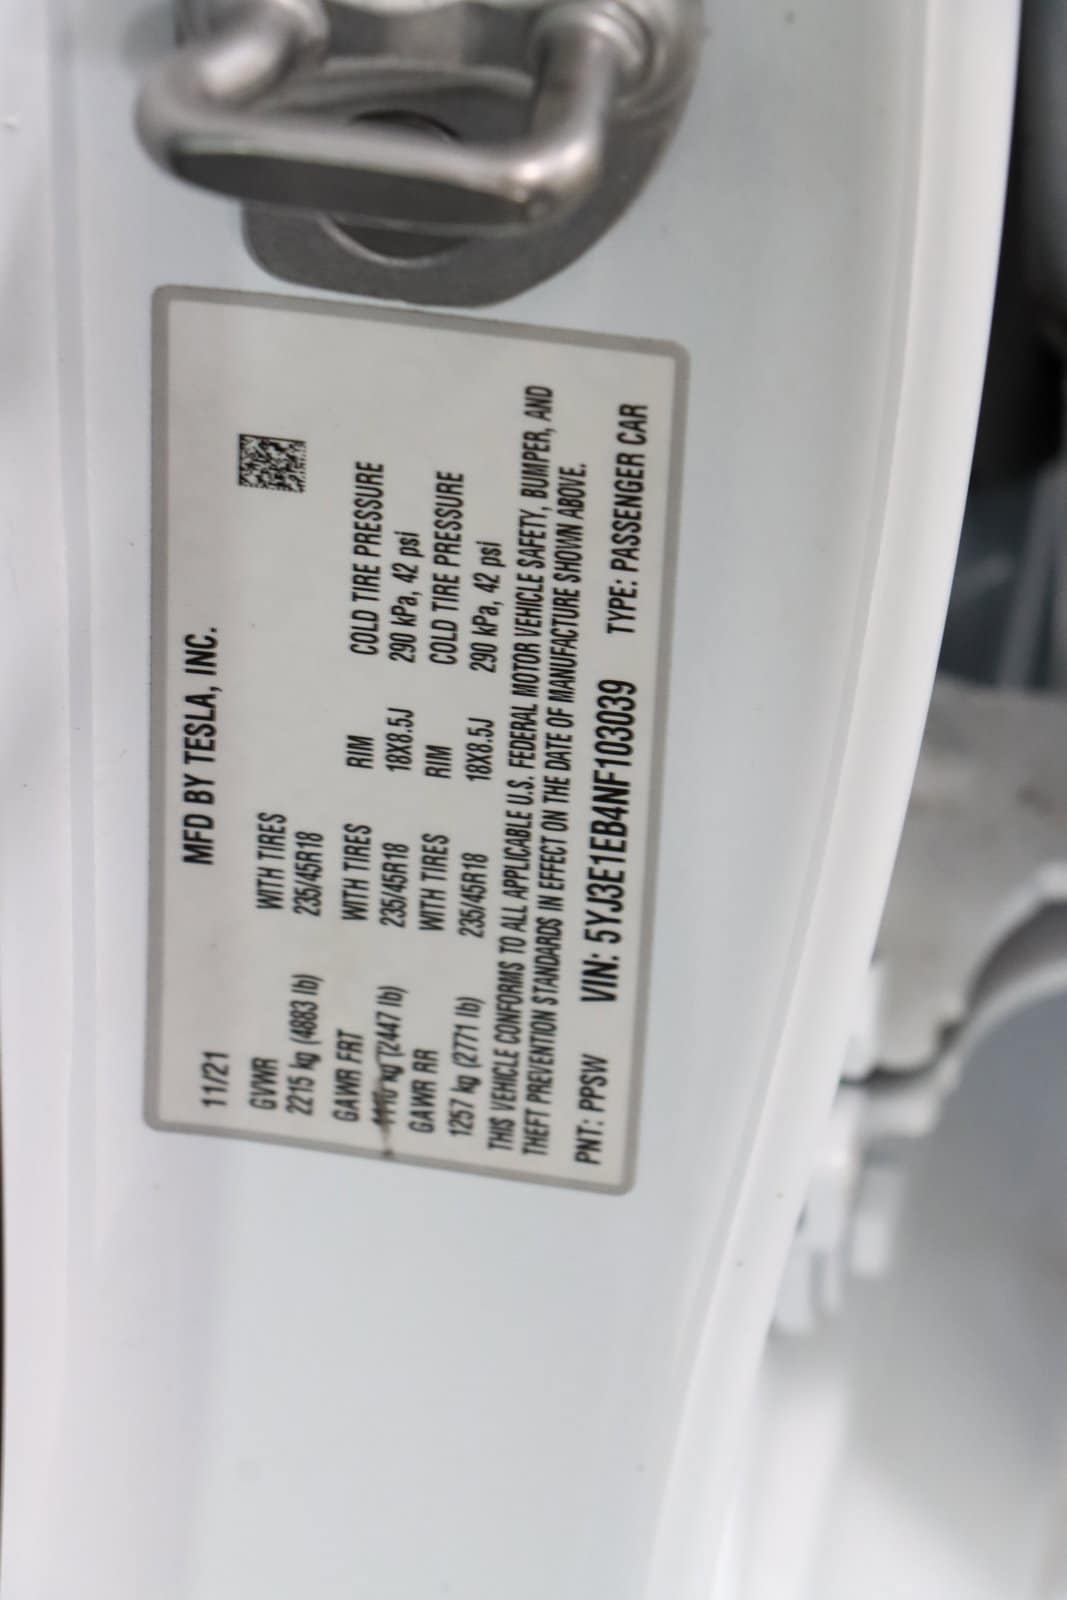 MFD BY TESLA, INC.
11/21
GVWR WITH TIRES
2215 kg (4883 lb) 235/45R18
GAWR FRT WITH TIRES RIM COLD TIRE PRESSURE
kg (2447 lb) 235/45R18 18X8.5J 290 kPa, 42 psi
GAWR RR WITH TIRES RIM COLD TIRE PRESSURE
1257 kg (2771 lb) 235/45R18 18X8.5J 290 kPa, 42 psi
THIS VEHICLE CONFORMS TO ALL APPLICABLE U.S. FEDERAL MOTOR VEHICLE SAFETY, BUMPER, AND
THEFT PREVENTION STANDARDS IN EFFECT ON THE DATE OF MANUFACTURE SHOWN ABOVE.
PNT: PPSW VIN: 5YJ3E1EB4NF103039 TYPE: PASSENGER CAR